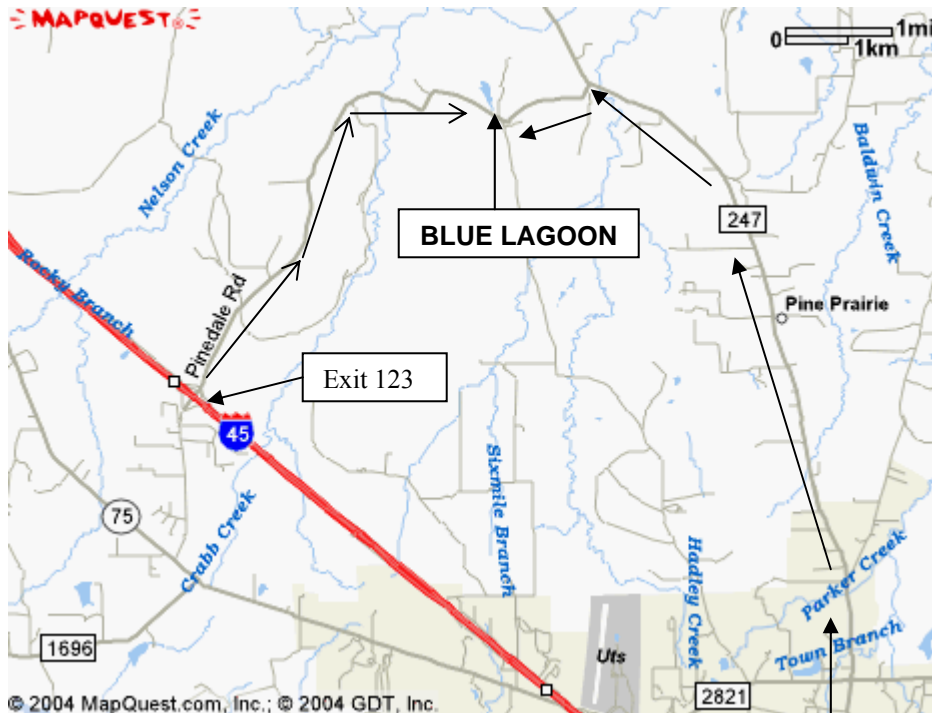 MAPQUEST
0 1mi
1km
Nelson Creek
Baldwin Creek
247
BLUE LAGOON
Rocky Branch
Pinedale Rd
Pine Prairie
Exit 123
45
Sixmile Branch
75
Crabb Creek
Hadley Creek
Parker Creek
1696
Uts
Town Branch
2821
© 2004 MapQuest.com, Inc.; © 2004 GDT, Inc.